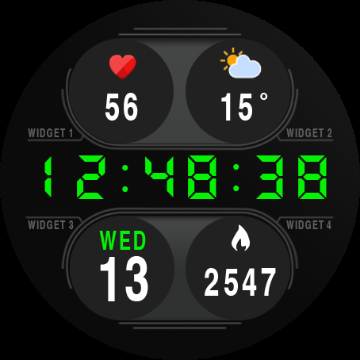 56
15°
WIDGET 1
WIDGET 2
12:48:38
WIDGET 3
WIDGET 4
WED
13
2547